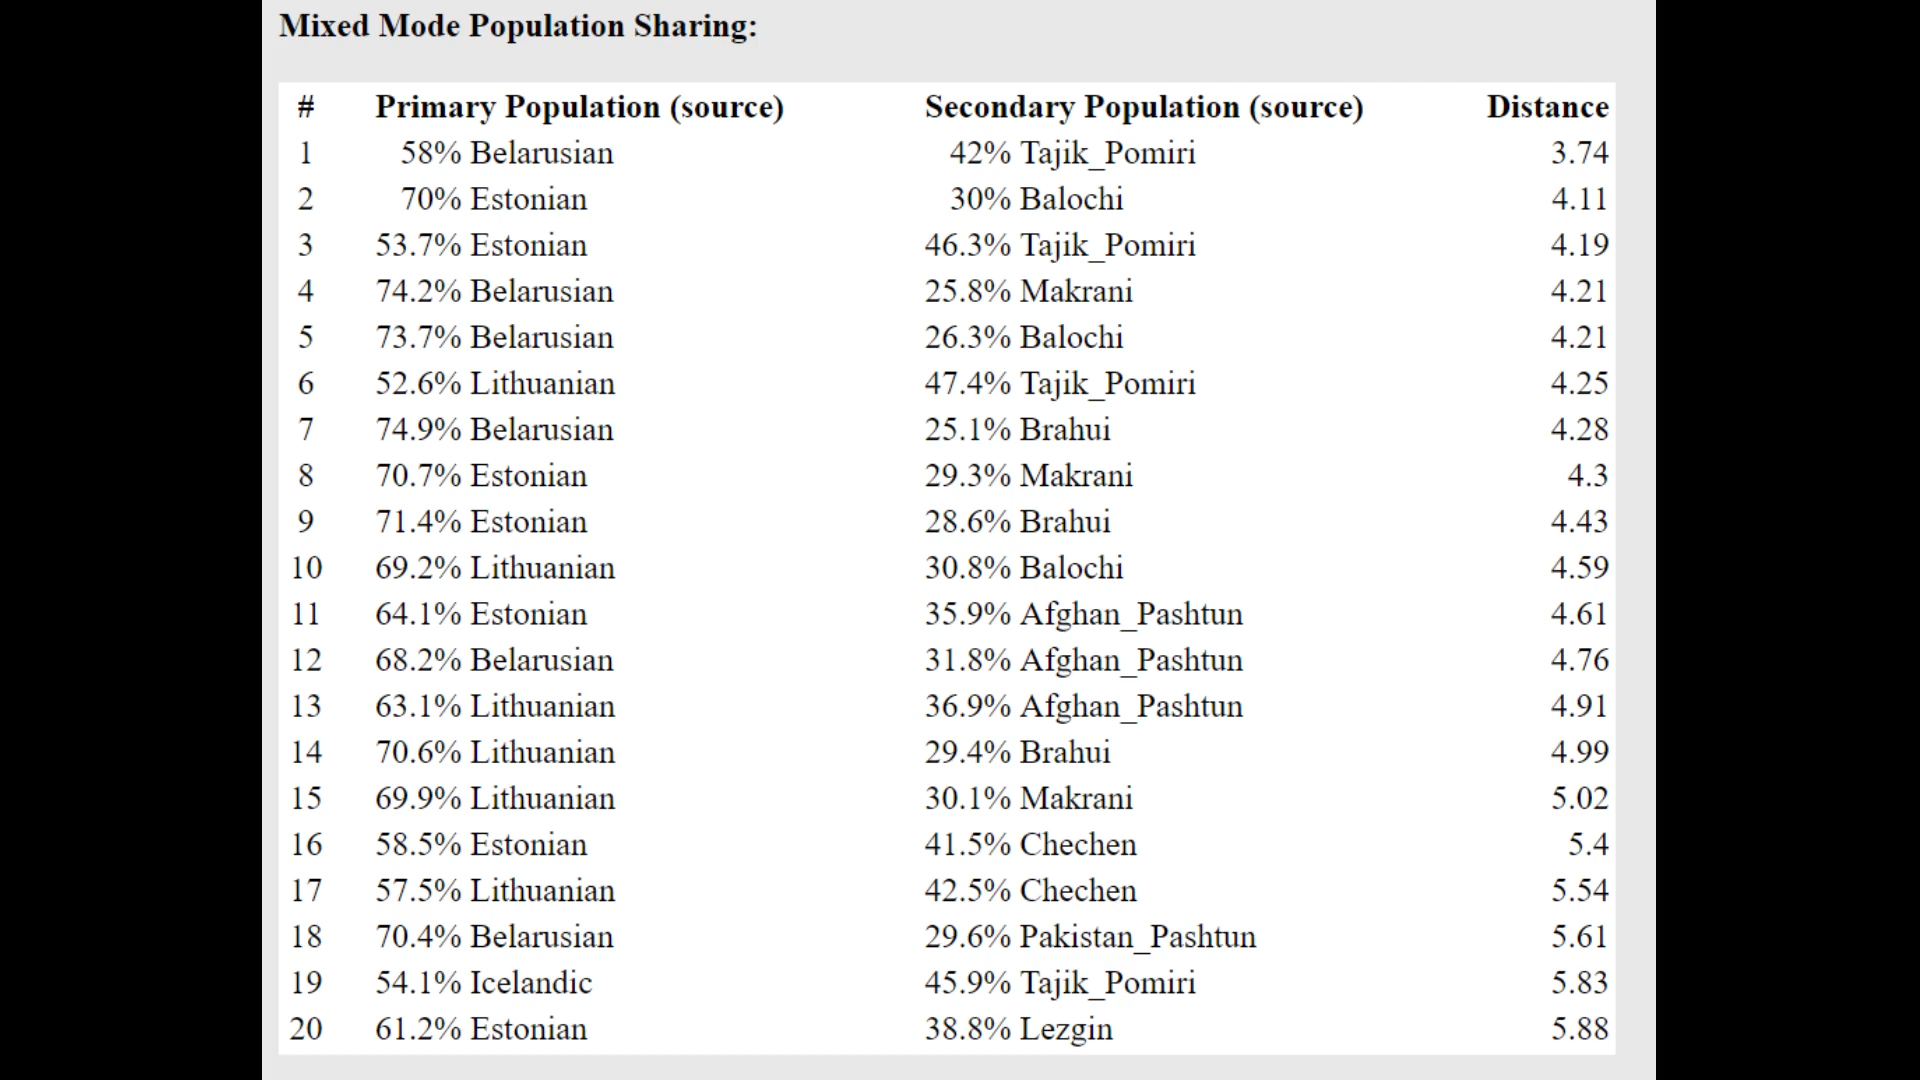 Mixed Mode Population Sharing:
# Primary Population (source) Secondary Population (source) Distance
1 58% Belarusian 42% Tajik_Pomiri 3.74
2 70% Estonian 30% Balochi 4.11
3 53.7% Estonian 46.3% Tajik_Pomiri 4.19
4 74.2% Belarusian 25.8% Makrani 4.21
5 73.7% Belarusian 26.3% Balochi 4.21
6 52.6% Lithuanian 47.4% Tajik_Pomiri 4.25
7 74.9% Belarusian 25.1% Brahui 4.28
8 70.7% Estonian 29.3% Makrani 4.3
9 71.4% Estonian 28.6% Brahui 4.43
10 69.2% Lithuanian 30.8% Balochi 4.59
11 64.1% Estonian 35.9% Afghan_Pashtun 4.61
12 68.2% Belarusian 31.8% Afghan_Pashtun 4.76
13 63.1% Lithuanian 36.9% Afghan_Pashtun 4.91
14 70.6% Lithuanian 29.4% Brahui 4.99
15 69.9% Lithuanian 30.1% Makrani 5.02
16 58.5% Estonian 41.5% Chechen 5.4
17 57.5% Lithuanian 42.5% Chechen 5.54
18 70.4% Belarusian 29.6% Pakistan_Pashtun 5.61
19 54.1% Icelandic 45.9% Tajik_Pomiri 5.83
20 61.2% Estonian 38.8% Lezgin 5.88